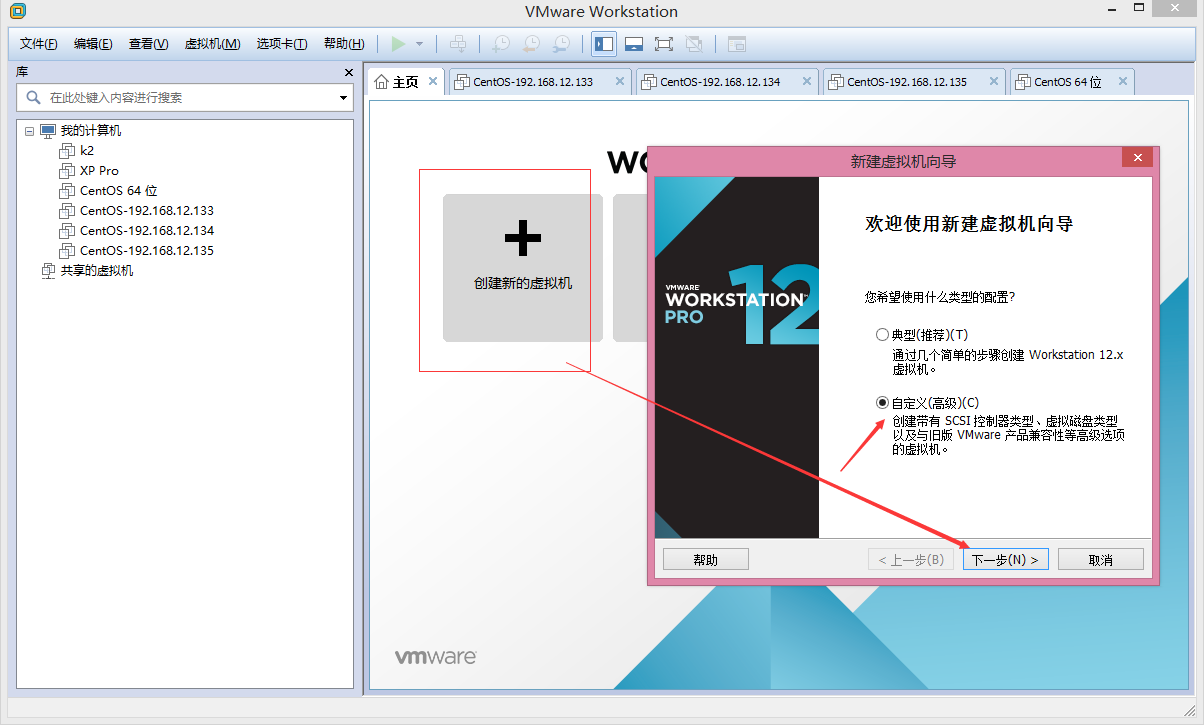 VMware Workstation
文件(F) 编辑(E) 查看(V) 虚拟机(M) 选项卡(T) 帮助(H)
库
在此处键入内容进行搜索
我的计算机
k2
XP Pro
CentOS 64 位
CentOS-192.168.12.133
CentOS-192.168.12.134
CentOS-192.168.12.135
共享的虚拟机
主页 CentOS-192.168.12.133 CentOS-192.168.12.134 CentOS-192.168.12.135 CentOS 64 位
创建新的虚拟机
vmware
新建虚拟机向导
VMWARE
WORKSTATION™
PRO
12
欢迎使用新建虚拟机向导
您希望使用什么类型的配置?
典型(推荐)(T)
通过几个简单的步骤创建 Workstation 12.x
虚拟机。
自定义(高级)(C)
创建带有 SCSI 控制器类型、虚拟磁盘类型
以及与旧版 VMware 产品兼容性等高级选项
的虚拟机。
帮助 < 上一步(B) 下一步(N) > 取消